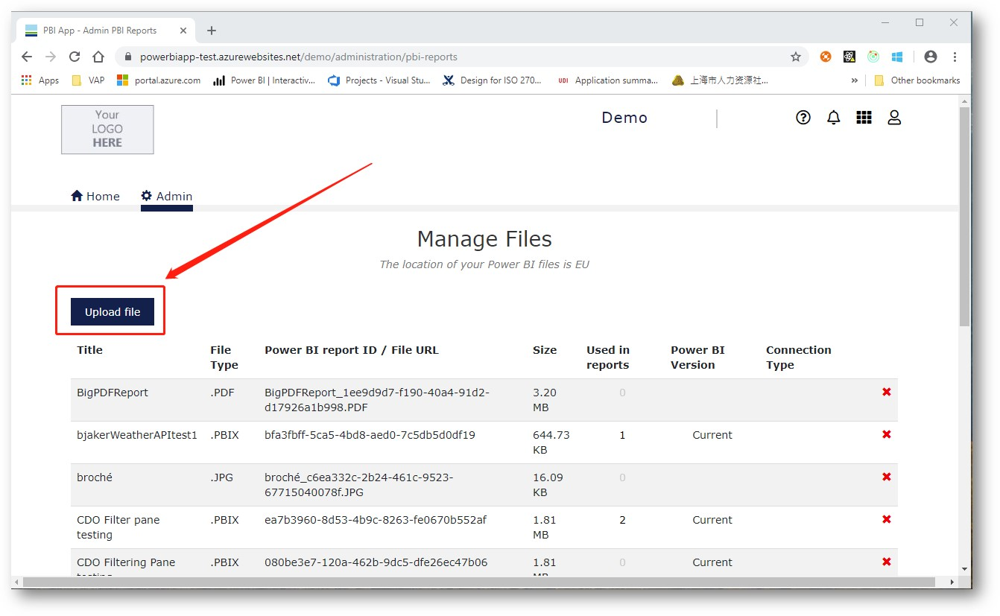 PBI App - Admin PBI Reports
powerbiapp-test.azurewebsites.net/demo/administration/pbi-reports
Apps VAP portal.azure.com Power BI | Interactiv... Projects - Visual Stu... Design for ISO 270... UDI Application summa... 上海市人力资源社... » Other bookmarks
Your
LOGO
HERE
Demo
Home Admin
Manage Files
The location of your Power BI files is EU
Upload file
Title File Type Power BI report ID / File URL Size Used in reports Power BI Version Connection Type
BigPDFReport .PDF BigPDFReport_1ee9d9d7-f190-40a4-91d2-d17926a1b998.PDF 3.20 MB 0
bjakerWeatherAPItest1 .PBIX bfa3fbff-5ca5-4bd8-aed0-7c5db5d0df19 644.73 KB 1 Current
broché .JPG broché_c6ea332c-2b24-461c-9523-67715040078f.JPG 16.09 KB 0
CDO Filter pane testing .PBIX ea7b3960-8d53-4b9c-8263-fe0670b552af 1.81 MB 2 Current
CDO Filtering Pane .PBIX 080be3e7-120a-462b-9dc5-dfe26ec47b06 1.81 0 Current